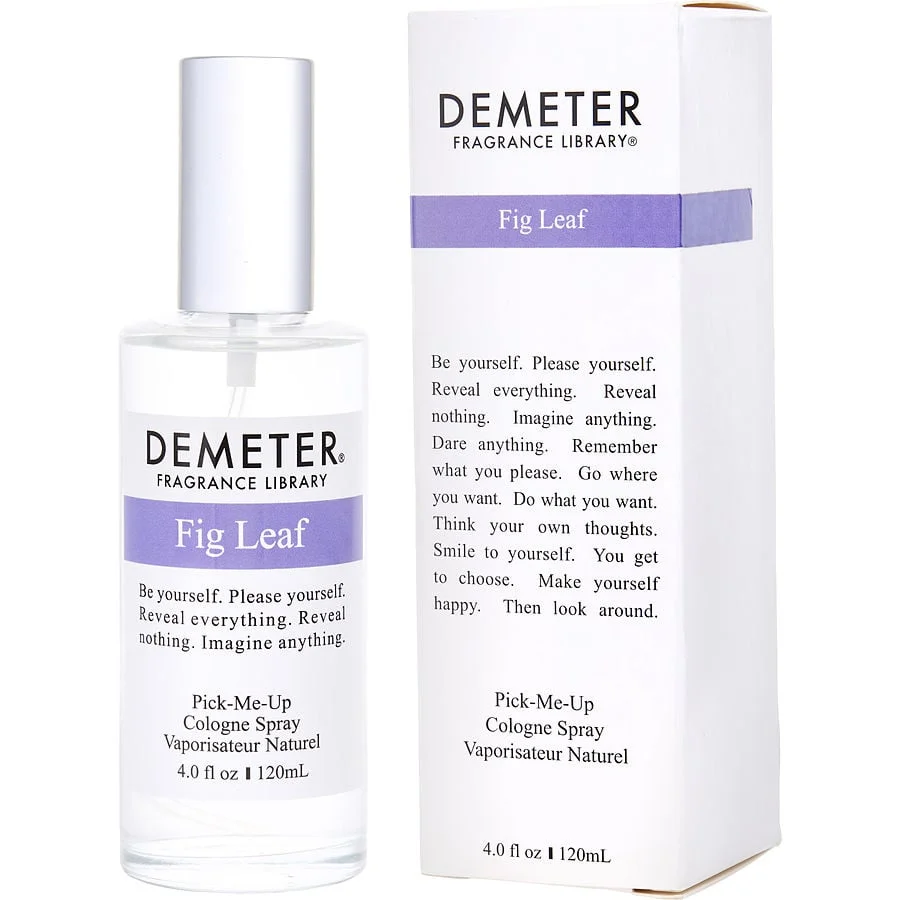 DEMETER®
FRAGRANCE LIBRARY
Fig Leaf
Be yourself. Please yourself.
Reveal everything. Reveal
nothing. Imagine anything.
Pick-Me-Up
Cologne Spray
Vaporisateur Naturel
4.0 fl oz ▮ 120mL
DEMETER
FRAGRANCE LIBRARY®
Fig Leaf
Be yourself. Please yourself.
Reveal everything. Reveal
nothing. Imagine anything.
Dare anything. Remember
what you please. Go where
you want. Do what you want.
Think your own thoughts.
Smile to yourself. You get
to choose. Make yourself
happy. Then look around.
Pick-Me-Up
Cologne Spray
Vaporisateur Naturel
4.0 fl oz ▮ 120mL